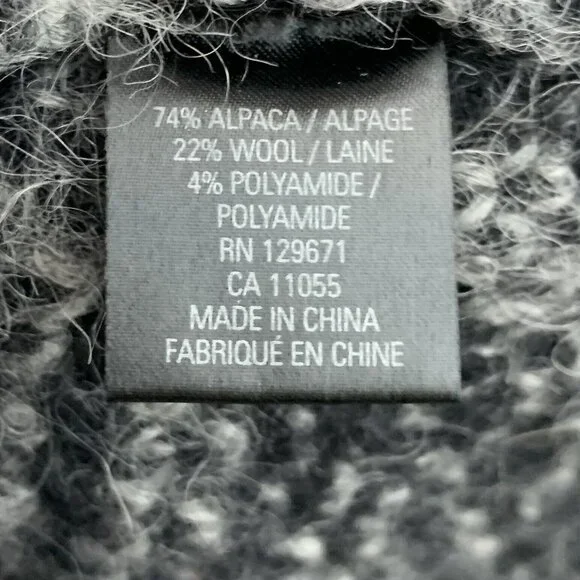 74% ALPACA / ALPAGE
22% WOOL / LAINE
4% POLYAMIDE /
POLYAMIDE
RN 129671
CA 11055
MADE IN CHINA
FABRIQUÉ EN CHINE